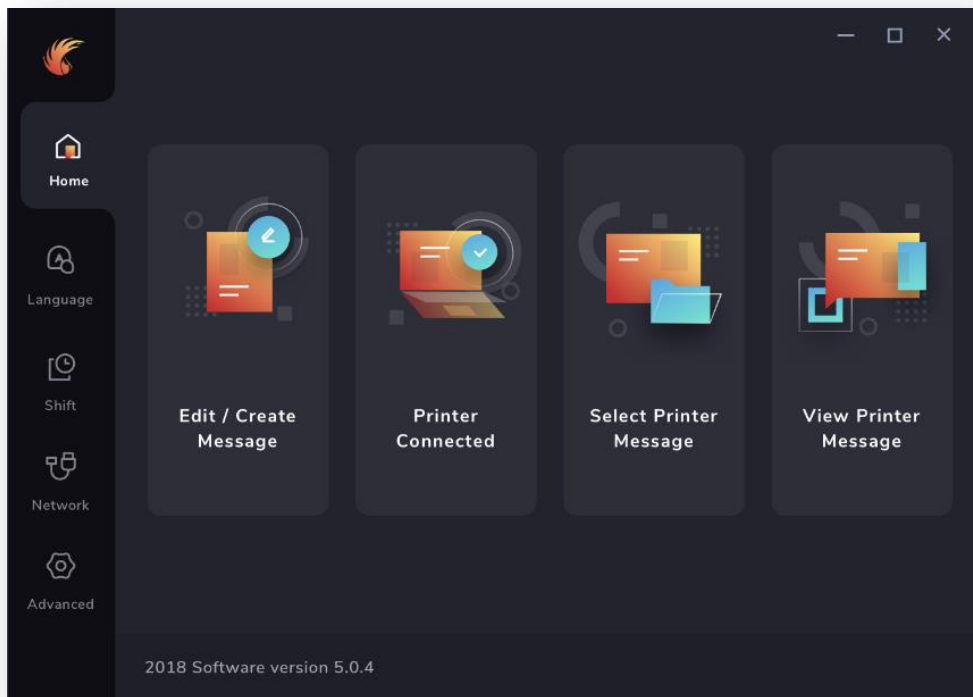 Home
Language
Shift
Network
Advanced
Edit / Create
Message
Printer
Connected
Select Printer
Message
View Printer
Message
2018 Software version 5.0.4